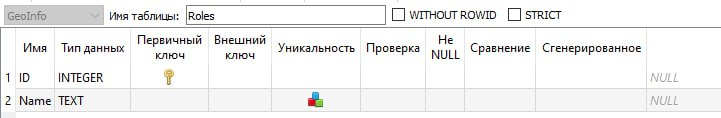 GeoInfo Имя таблицы: Roles WITHOUT ROWID STRICT
Имя Тип данных Первичный ключ Внешний ключ Уникальность Проверка Не NULL Сравнение Сгенерированное
1 ID INTEGER NULL
2 Name TEXT NULL